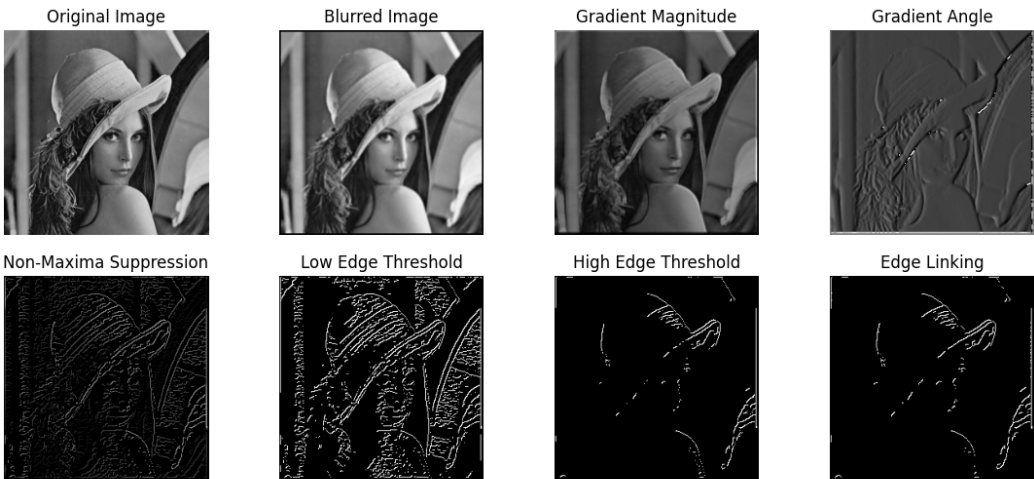 Original Image
Blurred Image
Gradient Magnitude
Gradient Angle
Non-Maxima Suppression
Low Edge Threshold
High Edge Threshold
Edge Linking